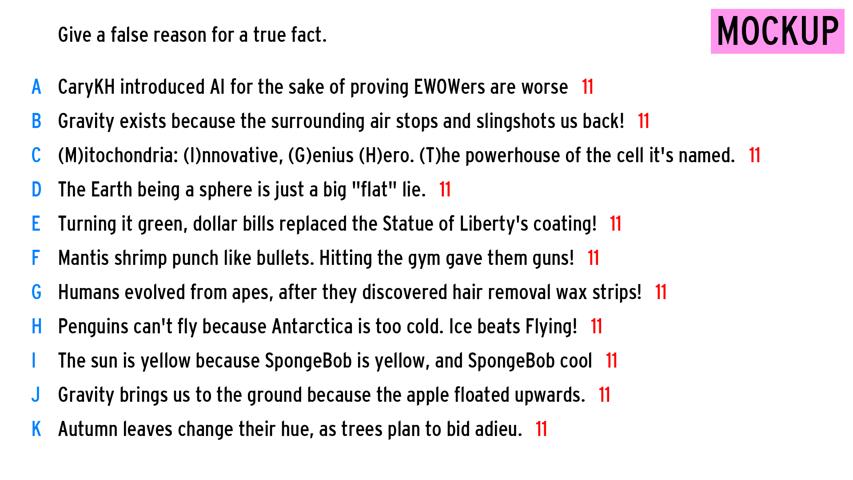 Give a false reason for a true fact.
MOCKUP
A CaryKH introduced AI for the sake of proving EWOWers are worse 11
B Gravity exists because the surrounding air stops and slingshots us back! 11
C (M)itochondria: (I)nnovative, (G)enius (H)ero. (T)he powerhouse of the cell it's named. 11
D The Earth being a sphere is just a big "flat" lie. 11
E Turning it green, dollar bills replaced the Statue of Liberty's coating! 11
F Mantis shrimp punch like bullets. Hitting the gym gave them guns! 11
G Humans evolved from apes, after they discovered hair removal wax strips! 11
H Penguins can't fly because Antarctica is too cold. Ice beats Flying! 11
I The sun is yellow because SpongeBob is yellow, and SpongeBob cool 11
J Gravity brings us to the ground because the apple floated upwards. 11
K Autumn leaves change their hue, as trees plan to bid adieu. 11